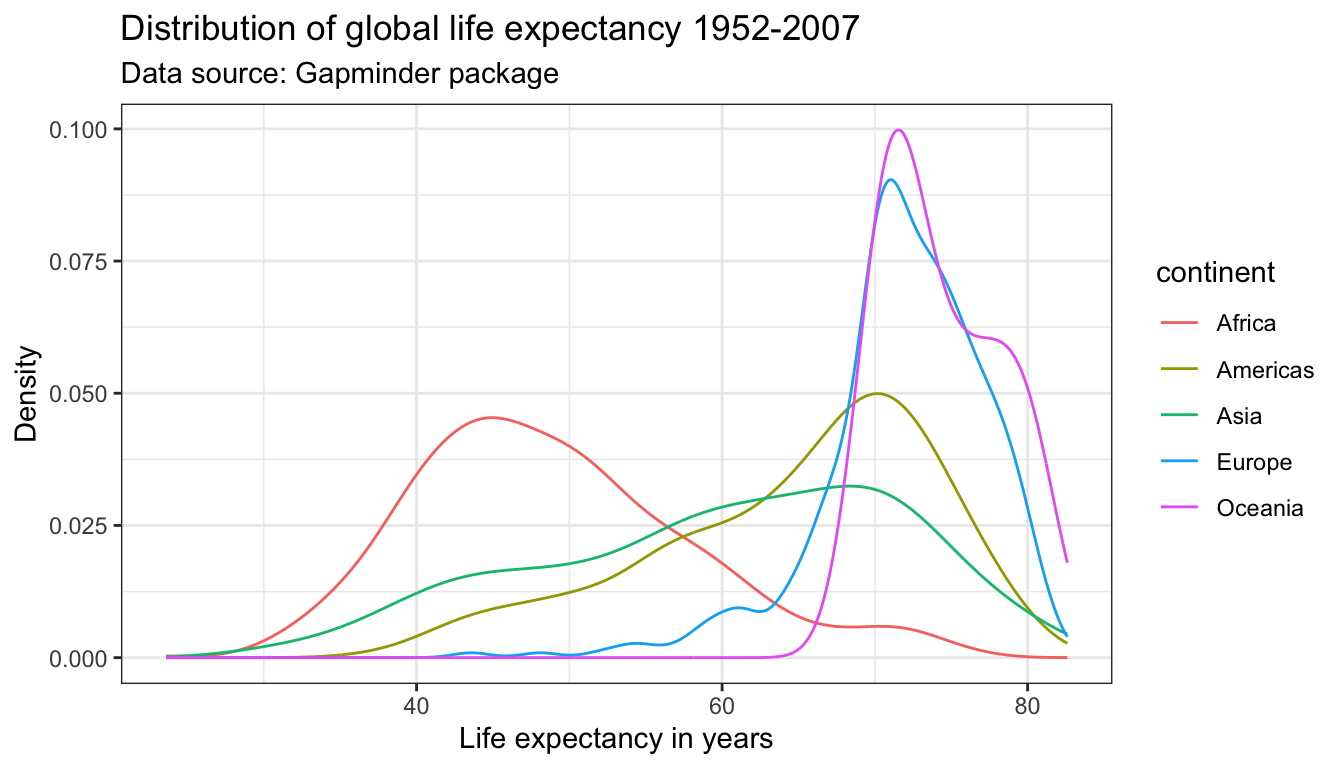 Distribution of global life expectancy 1952-2007
Data source: Gapminder package
0.100
0.075
0.050
0.025
0.000
Density
40 60 80
Life expectancy in years
continent
Africa
Americas
Asia
Europe
Oceania